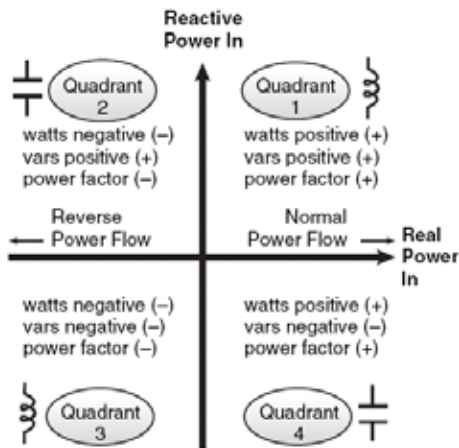 Reactive
Power In
Quadrant
2
watts negative (–)
vars positive (+)
power factor (–)
Quadrant
1
watts positive (+)
vars positive (+)
power factor (+)
Reverse
Power Flow
Normal
Power Flow
Real
Power
In
watts negative (–)
vars negative (–)
power factor (–)
Quadrant
3
watts positive (+)
vars negative (–)
power factor (+)
Quadrant
4